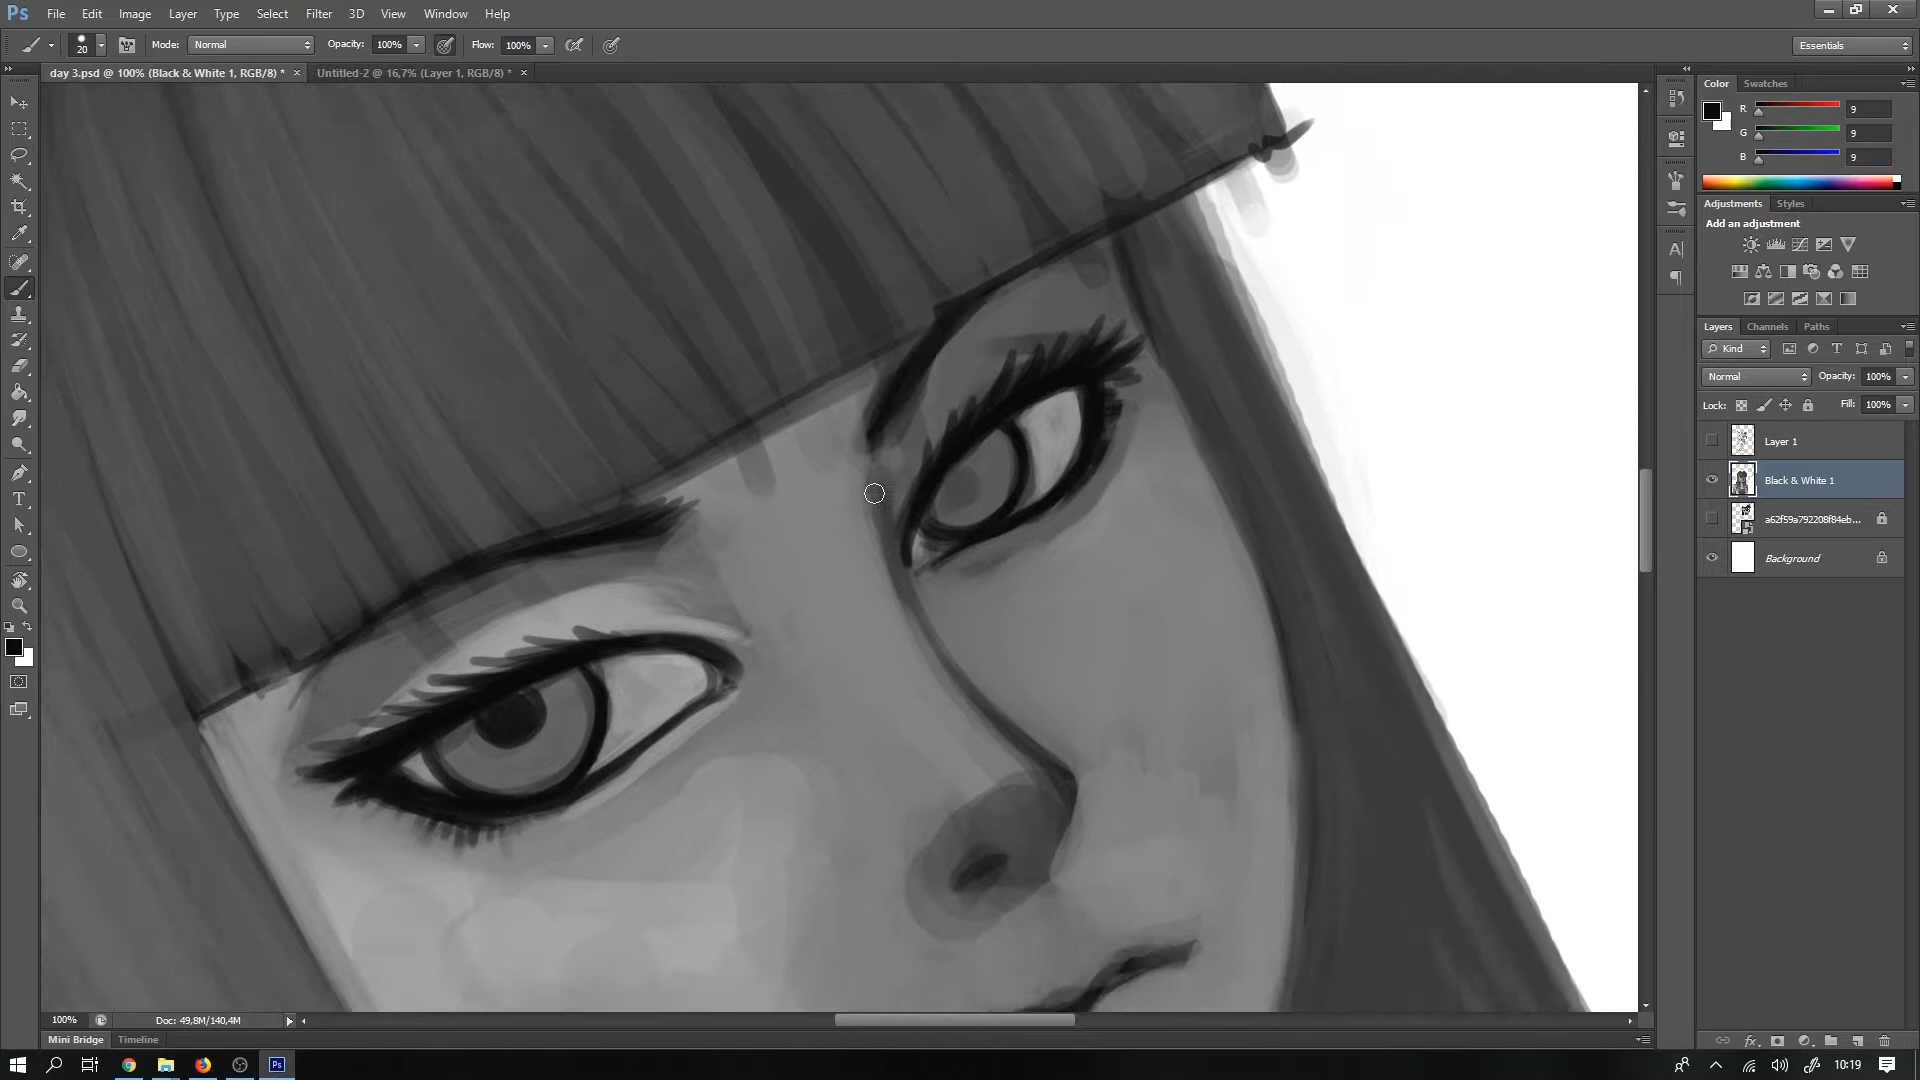 Ps File Edit Image Layer Type Select Filter 3D View Window Help
20 Mode: Normal Opacity: 100% Flow: 100% Essentials
day 3.psd @ 100% (Black & White 1, RGB/8) * × Untitled-2 @ 16,7% (Layer 1, RGB/8) * ×
Color Swatches
R 9
G 9
B 9
Adjustments Styles
Add an adjustment
Layers Channels Paths
Kind
Normal Opacity: 100%
Lock: Fill: 100%
Layer 1
Black & White 1
a62f59a792208f84eb...
Background
100% Doc: 49,8M/140,4M
Mini Bridge Timeline
Ps 10:19